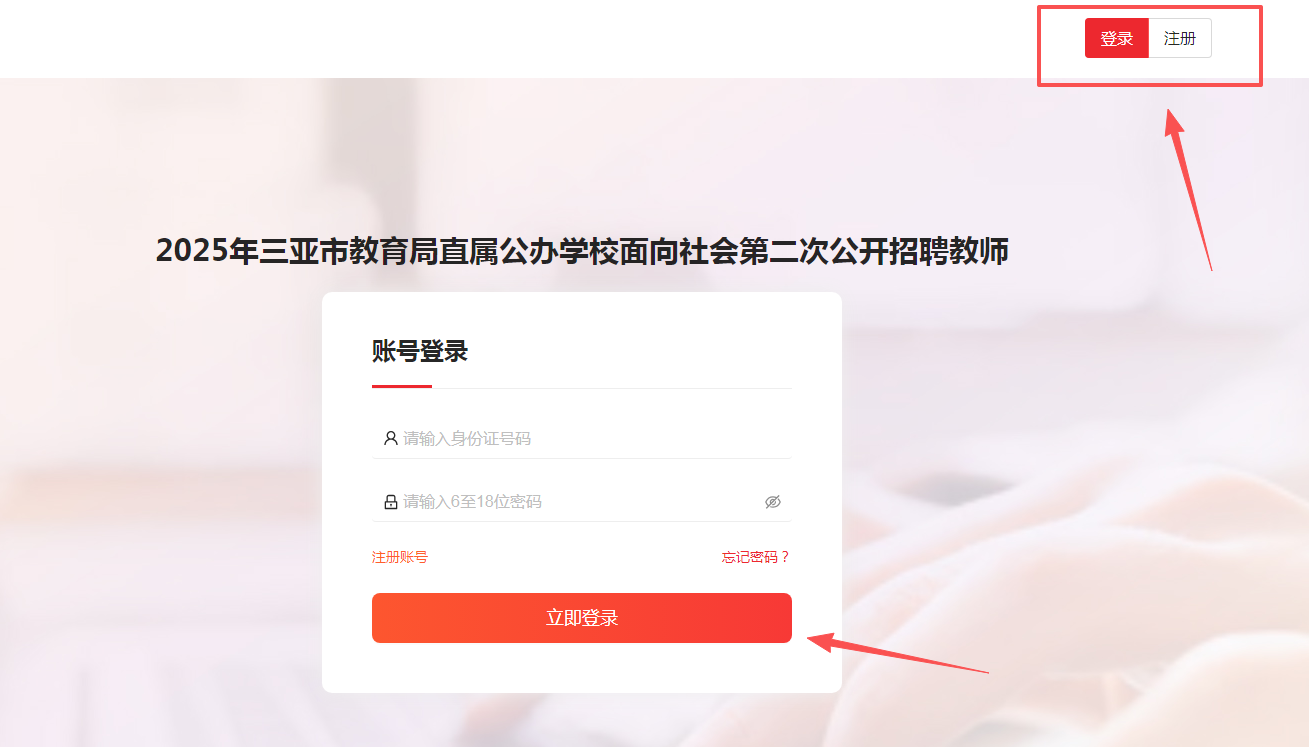 登录 注册
2025年三亚市教育局直属公办学校面向社会第二次公开招聘教师
账号登录
请输入身份证号码
请输入6至18位密码
注册账号 忘记密码？
立即登录